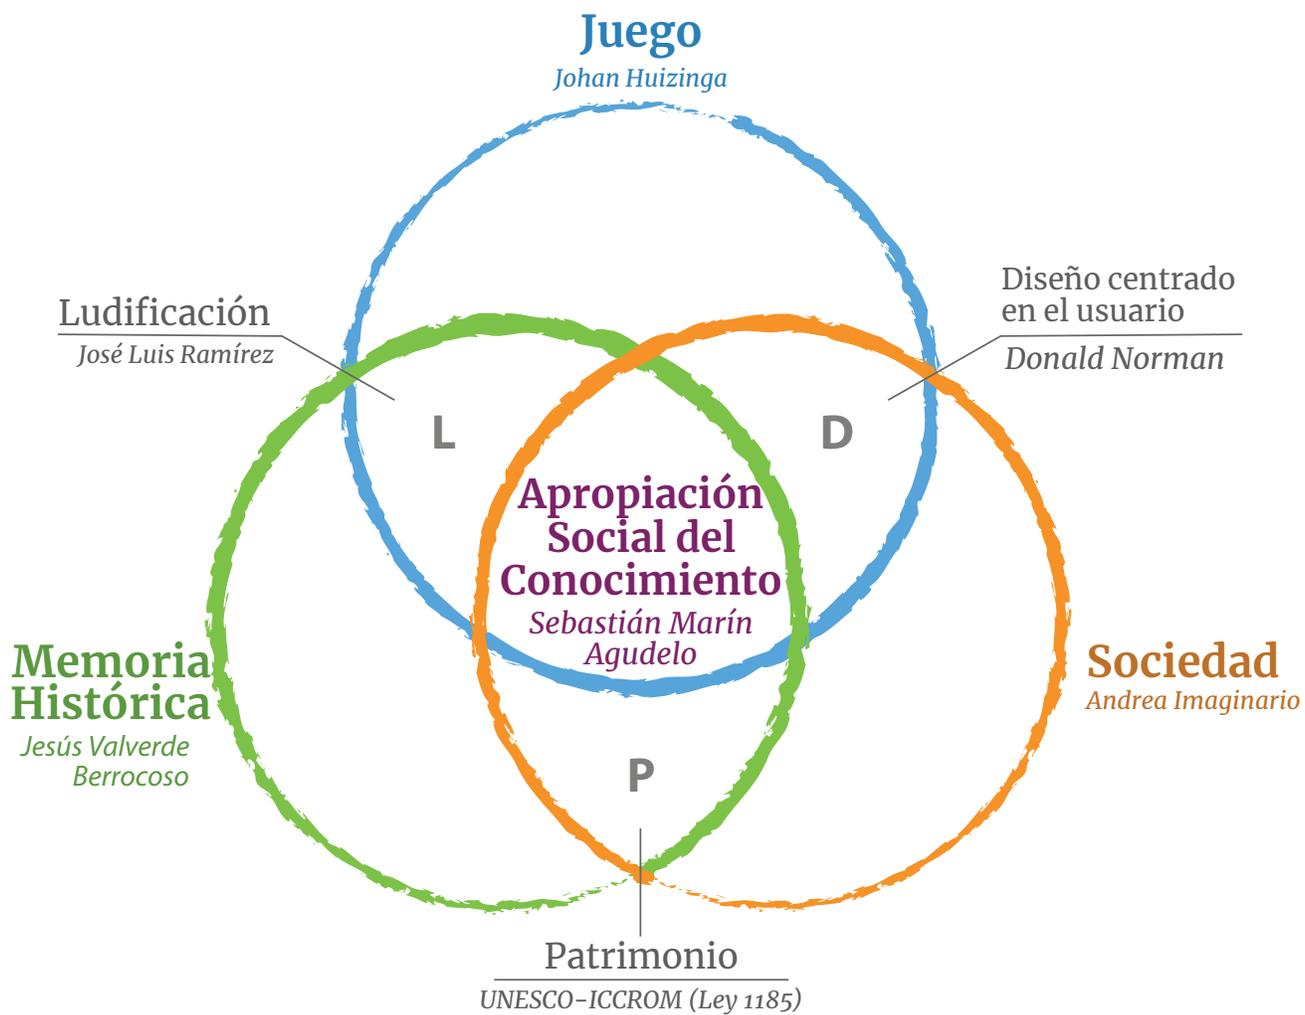 Juego
Johan Huizinga
Ludificación
José Luis Ramírez
Diseño centrado
en el usuario
Donald Norman
L
D
Apropiación
Social del
Conocimiento
Sebastián Marín
Agudelo
Memoria
Histórica
Jesús Valverde
Berrocoso
Sociedad
Andrea Imaginario
P
Patrimonio
UNESCO-ICCROM (Ley 1185)